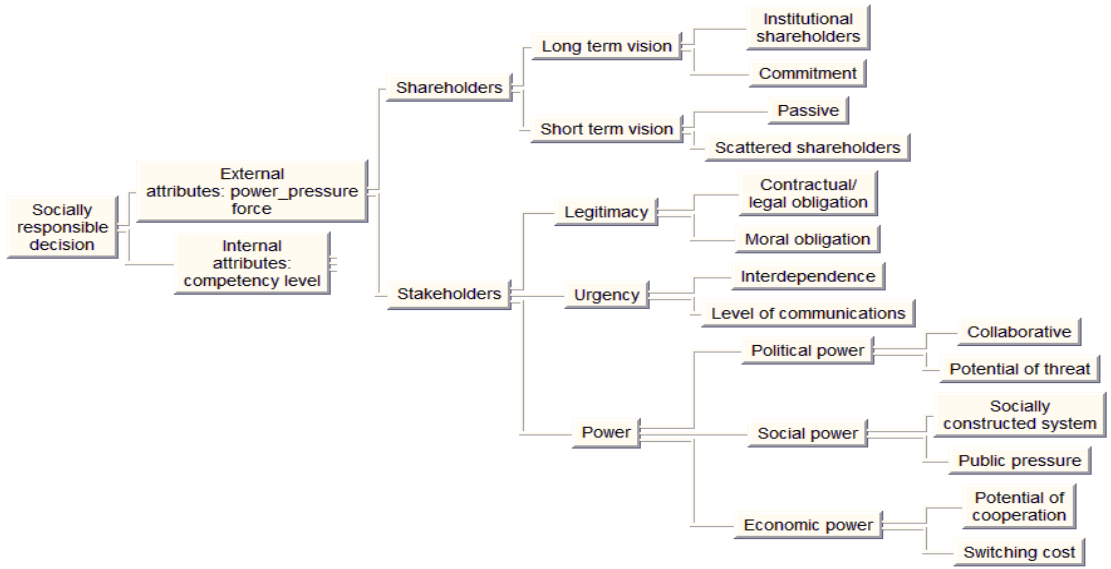 Institutional
shareholders
Long term vision
Commitment
Shareholders
Passive
Short term vision
Scattered shareholders
External
attributes: power_pressure
force
Contractual/
legal obligation
Socially
responsible
decision
Legitimacy
Moral obligation
Internal
attributes:
competency level
Interdependence
Stakeholders
Urgency
Level of communications
Collaborative
Political power
Potential of threat
Socially
constructed system
Power
Social power
Public pressure
Potential of
cooperation
Economic power
Switching cost